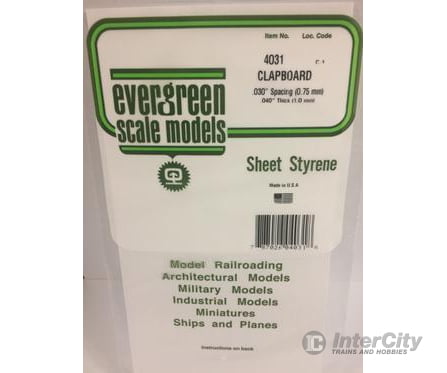 Item No. Loc. Code
4031
CLAPBOARD
.030" Spacing (0.75 mm)
.040" Thick (1.0 mm)
evergreen
scale models
Sheet Styrene
Made in U.S.A
Model Railroading
Architectural Models
Military Models
Industrial Models
Miniatures
Ships and Planes
Instructions on back
IC InterCity
TRAINS AND HOBBIES